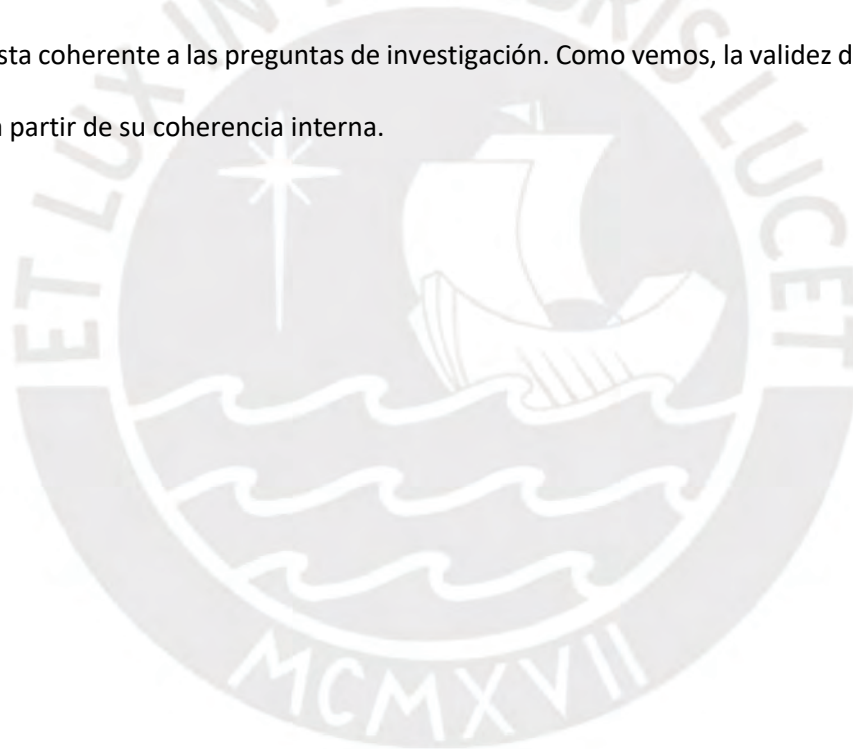 sta coherente a las preguntas de investigación. Como vemos, la validez d
partir de su coherencia interna.
ET LUX IN BRIS LUCET
MCMXVII